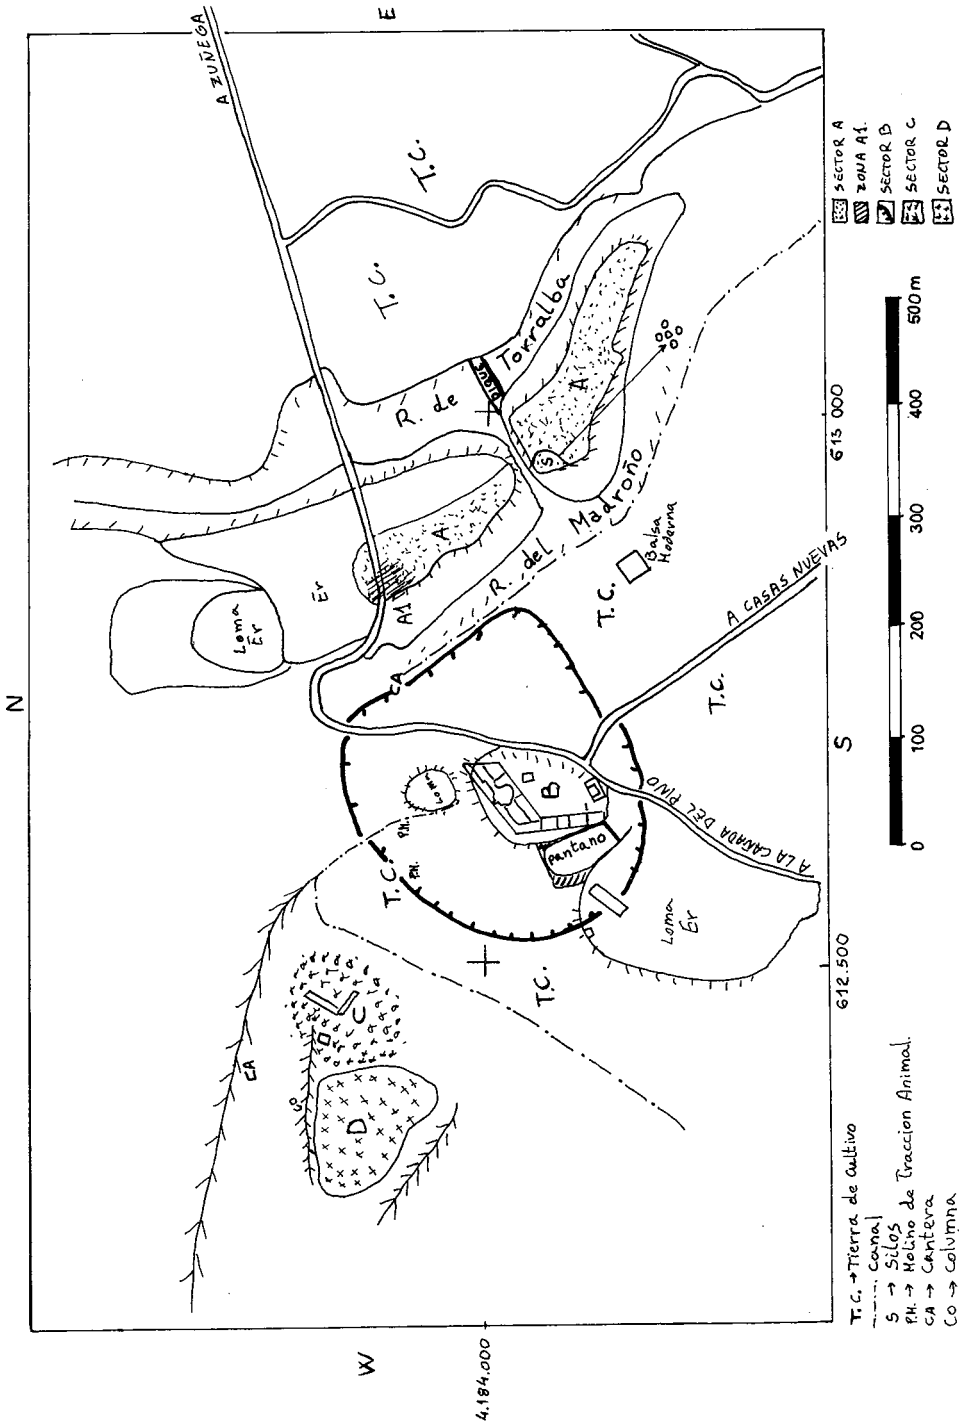 N
E
W
S
A ZUÑEGA
T.C.
T.C.
R. de Torralba
DIQUE
A
S
A
A1
Er
Loma
Er
R. del Madroño
Balsa
Moderna
T.C.
A CASAS NUEVAS
T.C.
CA
Loma
P.M.
P.M.
T.C.
B
Pantano
A LA CAÑADA DEL PINO
Loma
Er
T.C.
CA
CO
C
D
613 000
612.500
4.184.000
SECTOR A
ZONA A1.
SECTOR B
SECTOR C
SECTOR D
0 100 200 300 400 500 m
T.C. → Tierra de Cultivo
Canal
S → Silos
P.M. → Molino de Traccion Animal.
CA → Cantera
CO → Columna